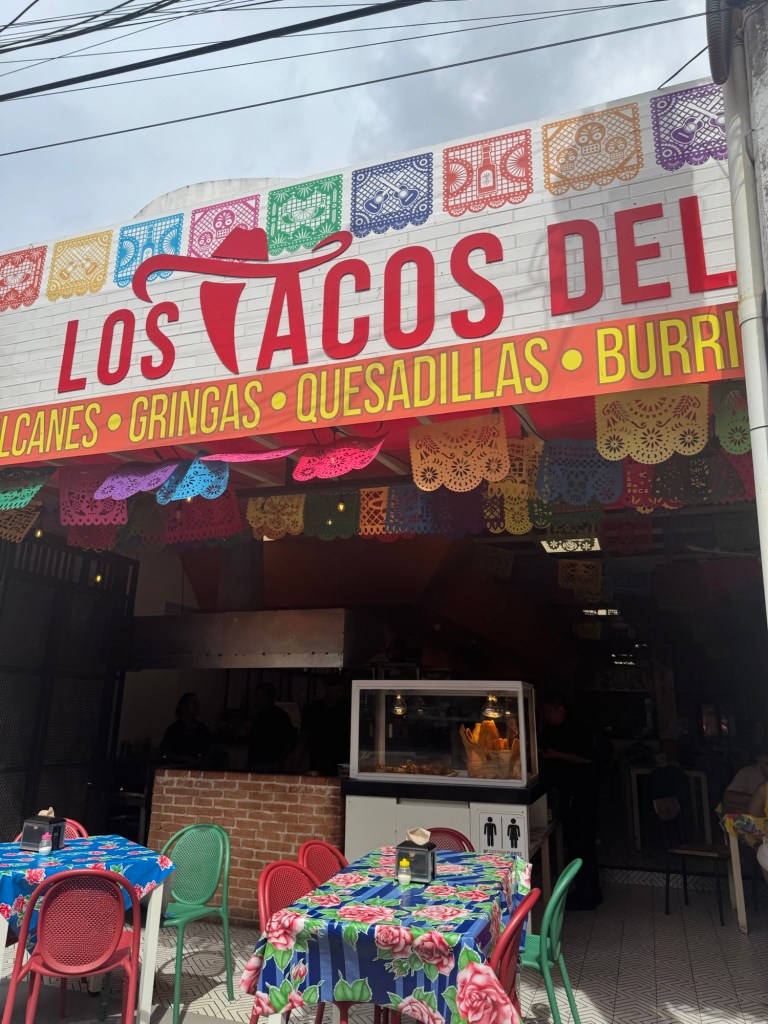 LOS TACOS DEL
LCANES • GRINGAS • QUESADILLAS • BURRI